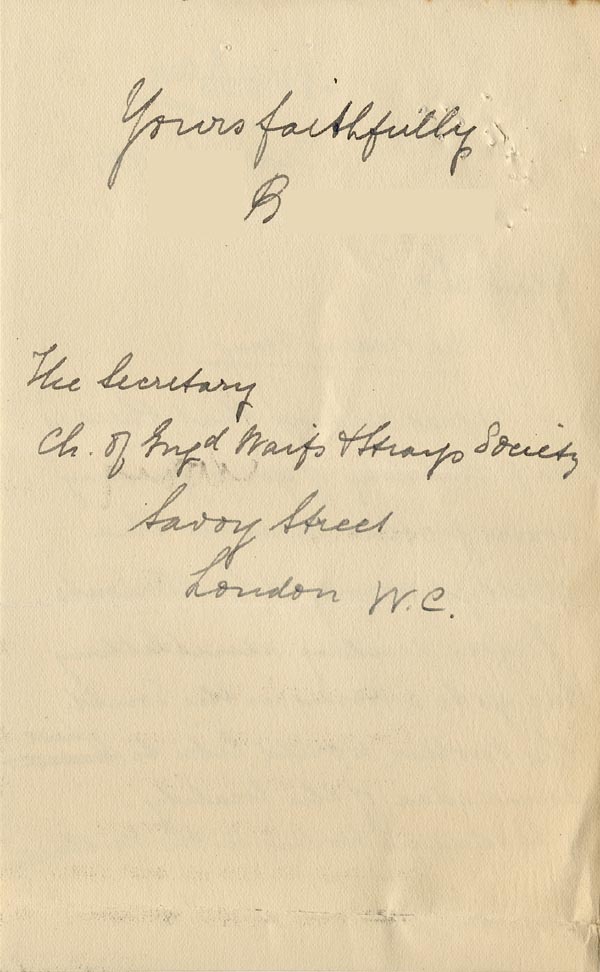 Yours faithfully
B
The Secretary
Ch. of Engd Waifs & Strays Society
Savoy Street
London W.C.